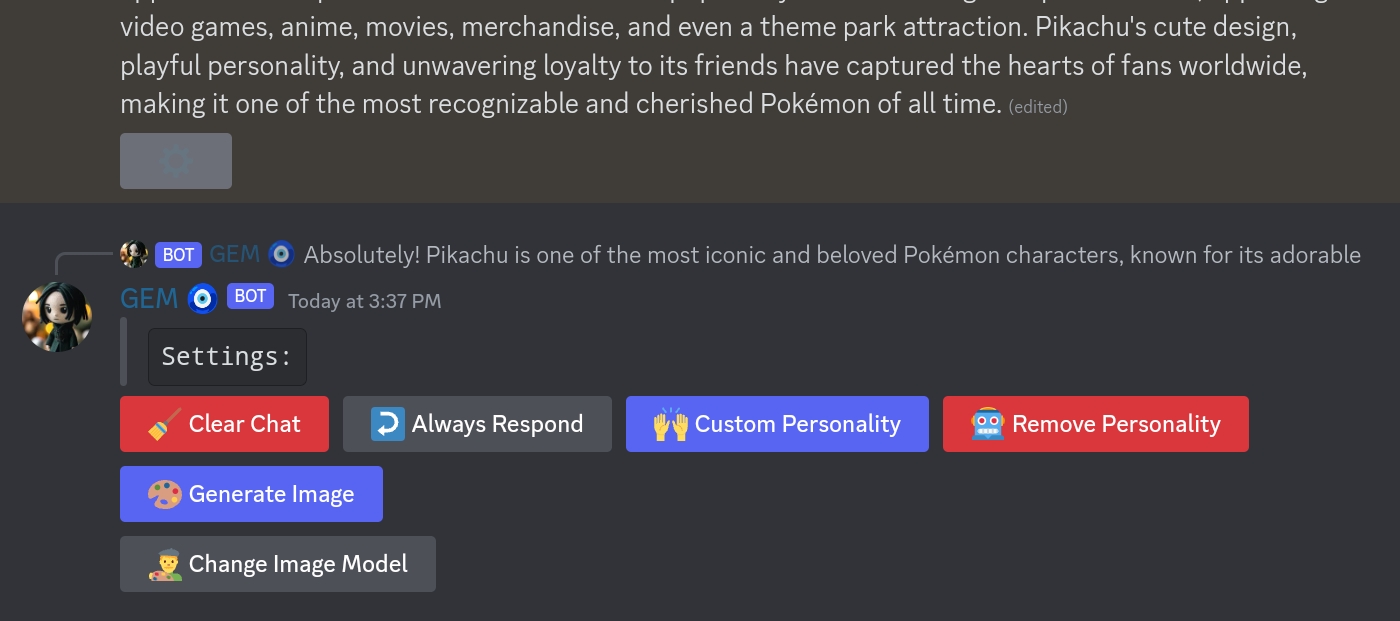 video games, anime, movies, merchandise, and even a theme park attraction. Pikachu's cute design,
playful personality, and unwavering loyalty to its friends have captured the hearts of fans worldwide,
making it one of the most recognizable and cherished Pokémon of all time. (edited)
BOT GEM Absolutely! Pikachu is one of the most iconic and beloved Pokémon characters, known for its adorable
GEM BOT Today at 3:37 PM
Settings:
Clear Chat Always Respond Custom Personality Remove Personality
Generate Image
Change Image Model